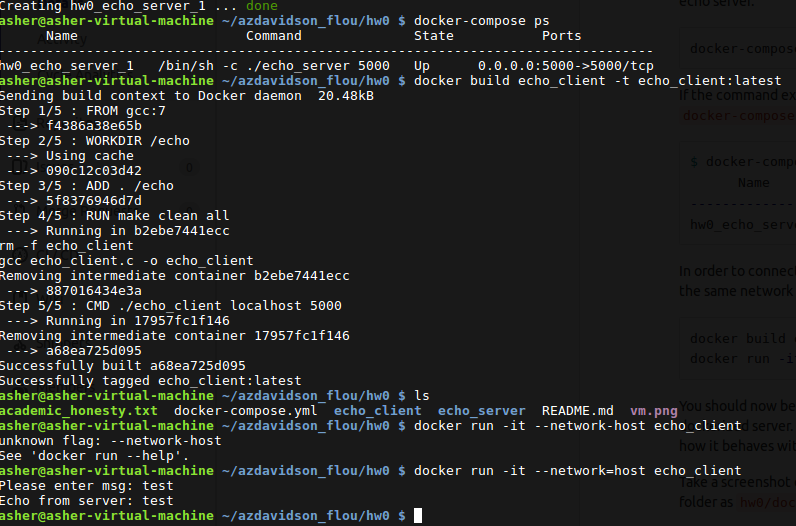 Creating hw0_echo_server_1 ... done
asher@asher-virtual-machine ~/azdavidson_flou/hw0 $ docker-compose ps
Name Command State Ports
--------------------------------------------------------------------------------
hw0_echo_server_1 /bin/sh -c ./echo_server 5000 Up 0.0.0.0:5000->5000/tcp
asher@asher-virtual-machine ~/azdavidson_flou/hw0 $ docker build echo_client -t echo_client:latest
Sending build context to Docker daemon 20.48kB
Step 1/5 : FROM gcc:7
---> f4386a38e65b
Step 2/5 : WORKDIR /echo
---> Using cache
---> 090c12c03d42
Step 3/5 : ADD . /echo
---> 5f8376946d7d
Step 4/5 : RUN make clean all
---> Running in b2ebe7441ecc
rm -f echo_client
gcc echo_client.c -o echo_client
Removing intermediate container b2ebe7441ecc
---> 887016434e3a
Step 5/5 : CMD ./echo_client localhost 5000
---> Running in 17957fc1f146
Removing intermediate container 17957fc1f146
---> a68ea725d095
Successfully built a68ea725d095
Successfully tagged echo_client:latest
asher@asher-virtual-machine ~/azdavidson_flou/hw0 $ ls
academic_honesty.txt docker-compose.yml echo_client echo_server README.md vm.png
asher@asher-virtual-machine ~/azdavidson_flou/hw0 $ docker run -it --network-host echo_client
unknown flag: --network-host
See 'docker run --help'.
asher@asher-virtual-machine ~/azdavidson_flou/hw0 $ docker run -it --network=host echo_client
Please enter msg: test
Echo from server: test
asher@asher-virtual-machine ~/azdavidson_flou/hw0 $
echo server.
docker-compos
If the command ex
docker-compose
$ docker-comp
Name
-------------
hw0_echo_serv
In order to connec
the same network
docker build
docker run -i
You should now be
server.
how it behaves wit
Take a screenshot
folder as hw0/doc